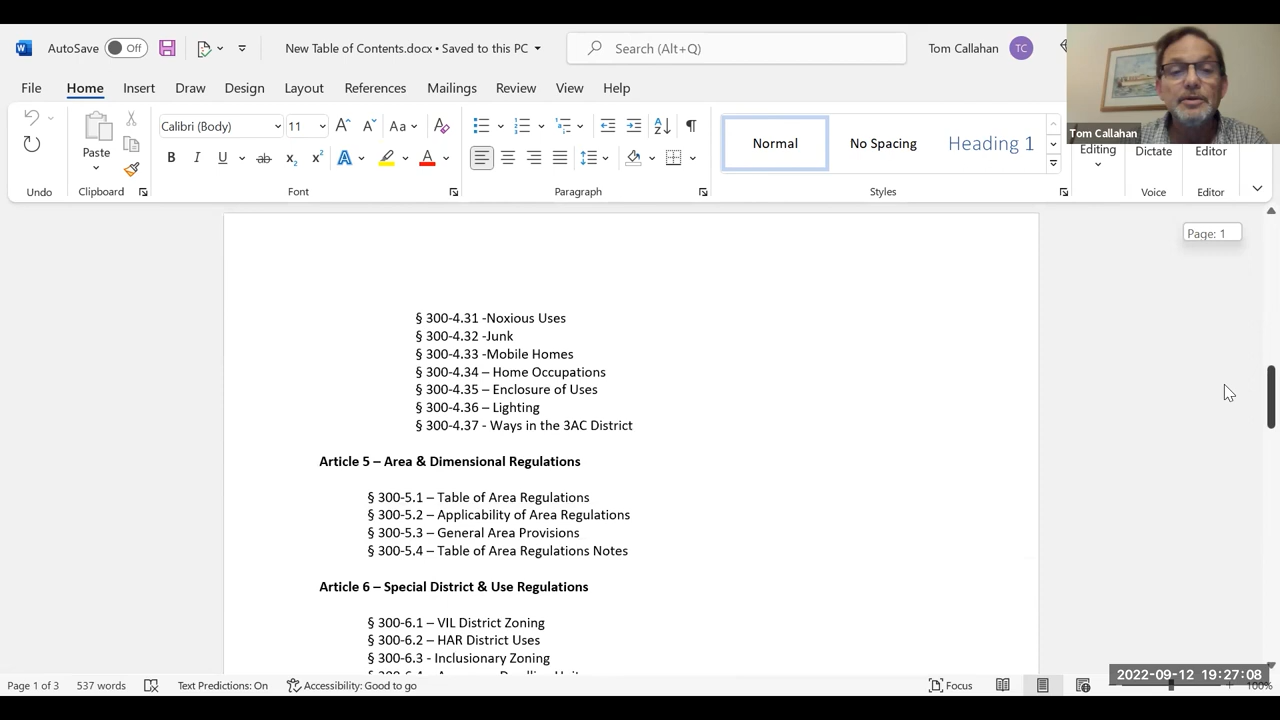 AutoSave Off New Table of Contents.docx • Saved to this PC Search (Alt+Q) Tom Callahan TC
File Home Insert Draw Design Layout References Mailings Review View Help
Calibri (Body) 11 Aa Normal No Spacing Heading 1
Tom Callahan
Paste B I U ab x₂ x² A A Editing Dictate Editor
Undo Clipboard Font Paragraph Styles Voice Editor
Page: 1
§ 300-4.31 -Noxious Uses
§ 300-4.32 -Junk
§ 300-4.33 -Mobile Homes
§ 300-4.34 – Home Occupations
§ 300-4.35 – Enclosure of Uses
§ 300-4.36 – Lighting
§ 300-4.37 - Ways in the 3AC District
Article 5 – Area & Dimensional Regulations
§ 300-5.1 – Table of Area Regulations
§ 300-5.2 – Applicability of Area Regulations
§ 300-5.3 – General Area Provisions
§ 300-5.4 – Table of Area Regulations Notes
Article 6 – Special District & Use Regulations
§ 300-6.1 – VIL District Zoning
§ 300-6.2 – HAR District Uses
§ 300-6.3 - Inclusionary Zoning
Page 1 of 3 537 words Text Predictions: On Accessibility: Good to go Focus 100%
2022-09-12 19:27:08